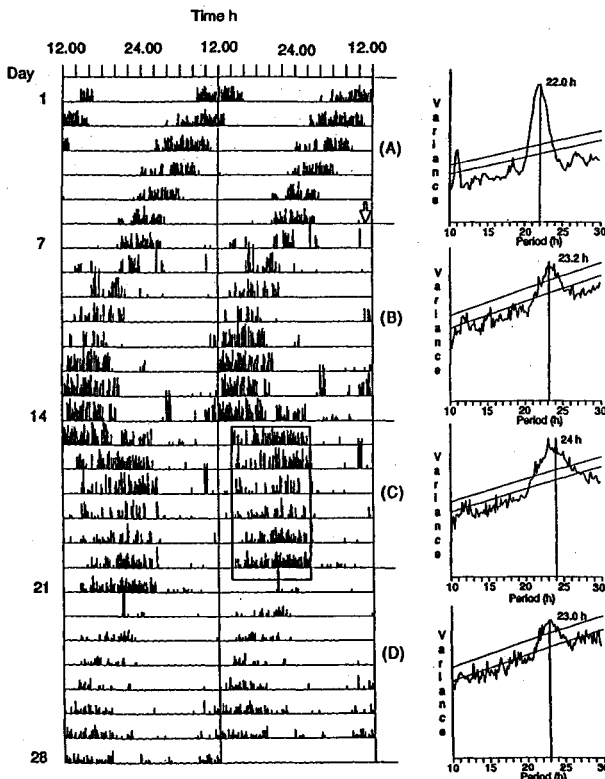 Time h
12.00 24.00 12.00 24.00 12.00
Day
1
(A)
7
(B)
14
(C)
21
(D)
28
22.0 h
Variance
10 15 20 25 30
Period (h)
23.2 h
Variance
10 15 20 25 30
Period (h)
24 h
Variance
10 15 20 25 30
Period (h)
23.0 h
Variance
10 15 20 25 30
Period (h)